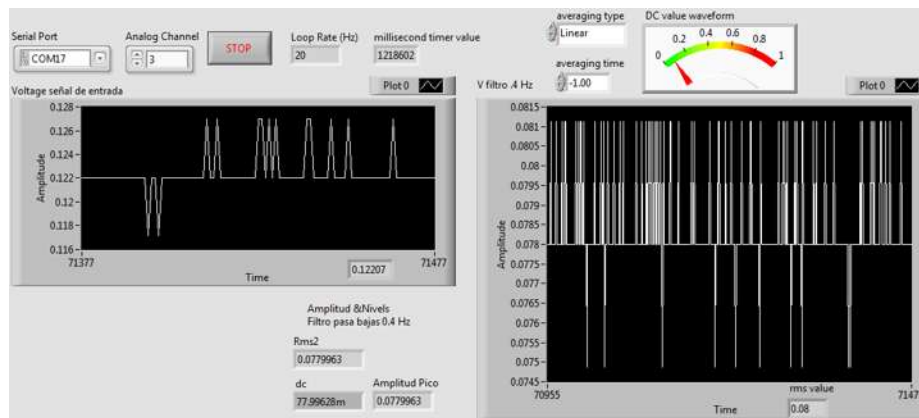 Serial Port
COM17
Analog Channel
3
STOP
Loop Rate (Hz)
20
millisecond timer value
1218602
averaging type
Linear
averaging time
-1.00
DC value waveform
0 0.2 0.4 0.6 0.8 1
Voltage señal de entrada
Plot 0
0.128
0.126
0.124
0.122
0.12
0.118
0.116
Amplitude
71377
71477
Time
0.12207
V filtro .4 Hz
Plot 0
0.0815
0.081
0.0805
0.08
0.0795
0.079
0.0785
0.078
0.0775
0.077
0.0765
0.076
0.0755
0.075
0.0745
Amplitude
70955
7147
Time
rms value
0.08
Amplitud &Nivels
Filtro pasa bajas 0.4 Hz
Rms2
0.0779963
dc
77.99628m
Amplitud Pico
0.0779963